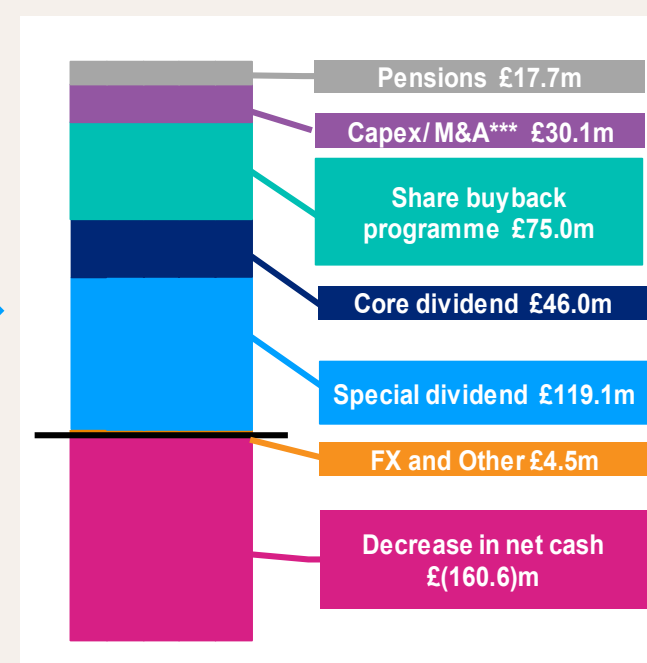 Pensions £17.7m
Capex/ M&A*** £30.1m
Share buyback
programme £75.0m
Core dividend £46.0m
Special dividend £119.1m
FX and Other £4.5m
Decrease in net cash
£(160.6)m